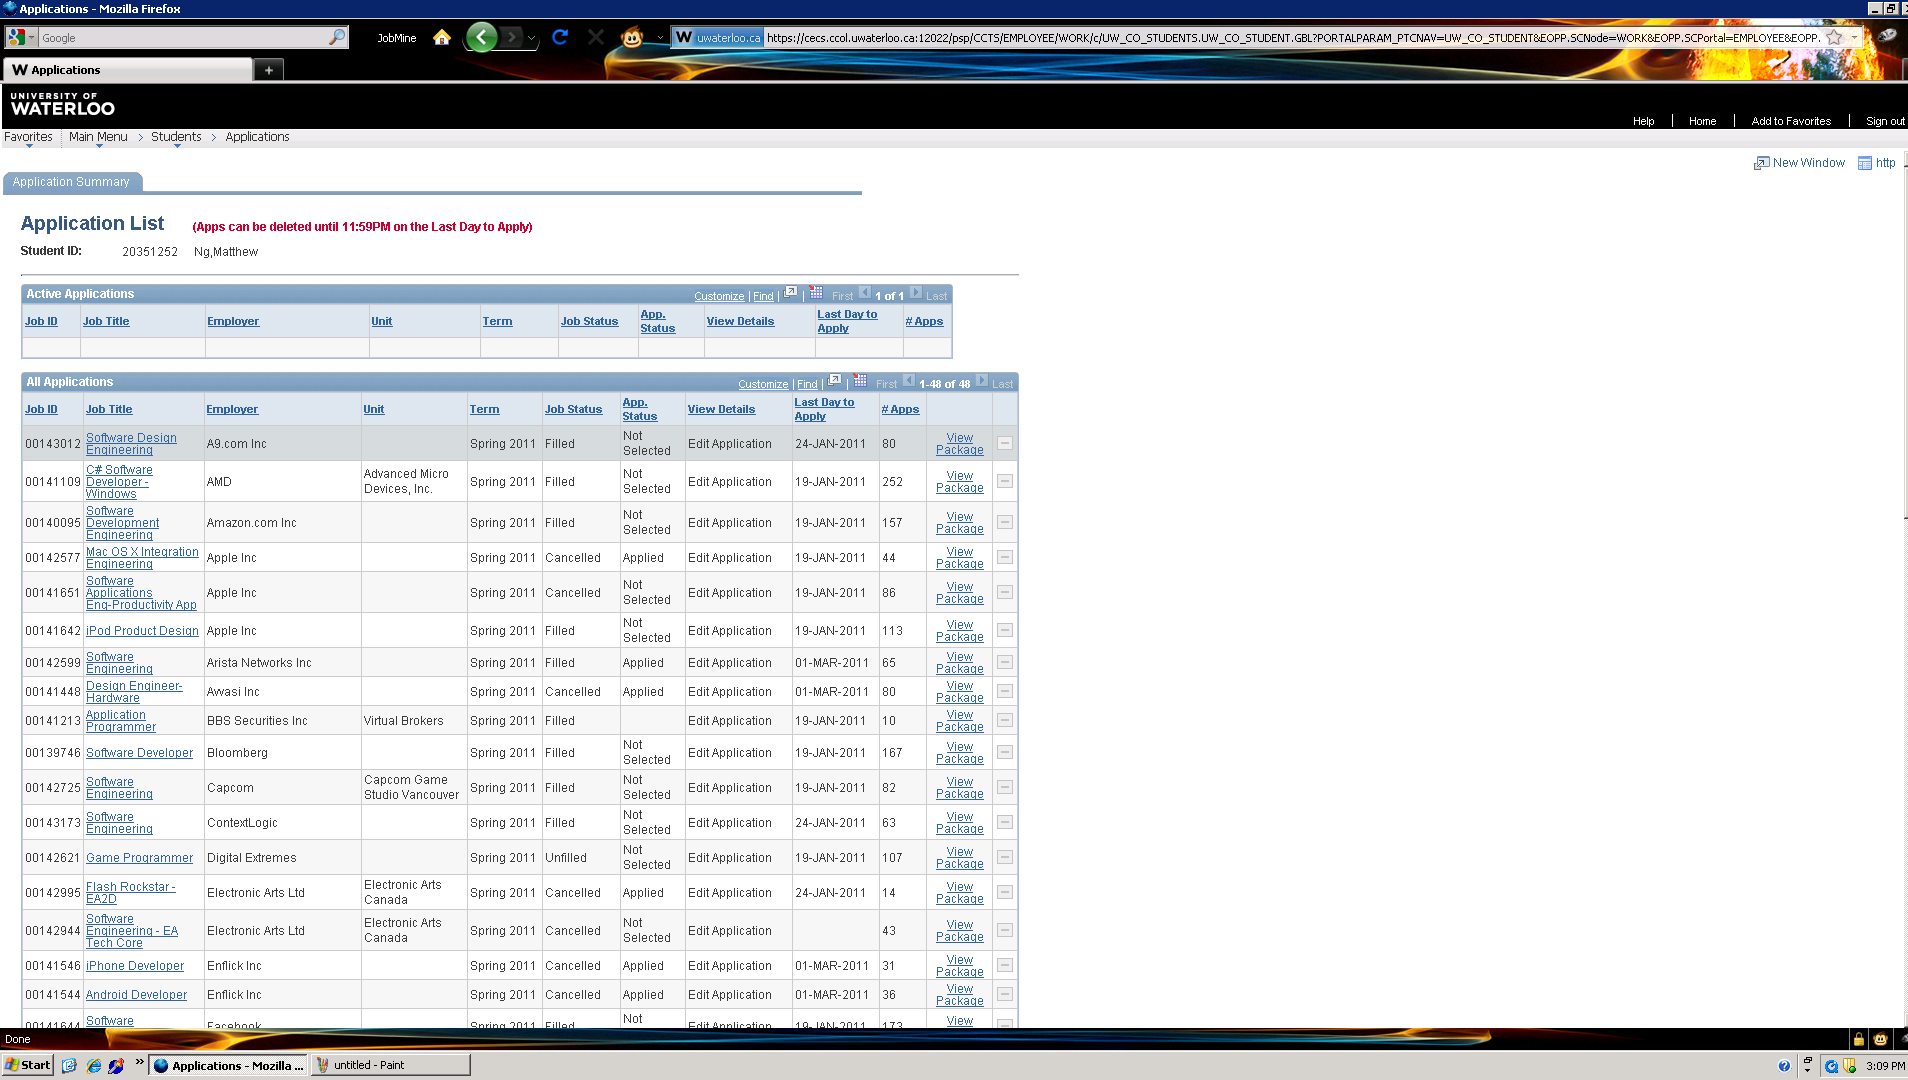 Applications - Mozilla Firefox
Google
JobMine
uwaterloo.ca
https://cecs.ccol.uwaterloo.ca:12022/psp/CCTS/EMPLOYEE/WORK/c/UW_CO_STUDENTS.UW_CO_STUDENT.GBL?PORTALPARAM_PTCNAV=UW_CO_STUDENT&EOPP.SCNode=WORK&EOPP.SCPortal=EMPLOYEE&EOPP.
W Applications
UNIVERSITY OF
WATERLOO
Help | Home | Add to Favorites | Sign out
Favorites Main Menu > Students > Applications
New Window http
Application Summary
Application List (Apps can be deleted until 11:59PM on the Last Day to Apply)
Student ID: 20351252 Ng,Matthew
Active Applications Customize | Find | | First 1 of 1 Last
Job ID Job Title Employer Unit Term Job Status App. Status View Details Last Day to Apply # Apps
All Applications Customize | Find | | First 1-48 of 48 Last
Job ID Job Title Employer Unit Term Job Status App. Status View Details Last Day to Apply # Apps
00143012 Software Design Engineering A9.com Inc Spring 2011 Filled Not Selected Edit Application 24-JAN-2011 80 View Package
00141109 C# Software Developer - Windows AMD Advanced Micro Devices, Inc. Spring 2011 Filled Not Selected Edit Application 19-JAN-2011 252 View Package
00140095 Software Development Engineering Amazon.com Inc Spring 2011 Filled Not Selected Edit Application 19-JAN-2011 157 View Package
00142577 Mac OS X Integration Engineering Apple Inc Spring 2011 Cancelled Applied Edit Application 19-JAN-2011 44 View Package
00141651 Software Applications Eng-Productivity App Apple Inc Spring 2011 Cancelled Not Selected Edit Application 19-JAN-2011 86 View Package
00141642 iPod Product Design Apple Inc Spring 2011 Filled Not Selected Edit Application 19-JAN-2011 113 View Package
00142599 Software Engineering Arista Networks Inc Spring 2011 Filled Applied Edit Application 01-MAR-2011 65 View Package
00141448 Design Engineer-Hardware Avvasi Inc Spring 2011 Cancelled Applied Edit Application 01-MAR-2011 80 View Package
00141213 Application Programmer BBS Securities Inc Virtual Brokers Spring 2011 Filled Edit Application 19-JAN-2011 10 View Package
00139746 Software Developer Bloomberg Spring 2011 Filled Not Selected Edit Application 19-JAN-2011 167 View Package
00142725 Software Engineering Capcom Capcom Game Studio Vancouver Spring 2011 Filled Not Selected Edit Application 19-JAN-2011 82 View Package
00143173 Software Engineering ContextLogic Spring 2011 Filled Not Selected Edit Application 24-JAN-2011 63 View Package
00142621 Game Programmer Digital Extremes Spring 2011 Unfilled Not Selected Edit Application 19-JAN-2011 107 View Package
00142995 Flash Rockstar - EA2D Electronic Arts Ltd Electronic Arts Canada Spring 2011 Cancelled Applied Edit Application 24-JAN-2011 14 View Package
00142944 Software Engineering - EA Tech Core Electronic Arts Ltd Electronic Arts Canada Spring 2011 Cancelled Not Selected Edit Application 43 View Package
00141546 iPhone Developer Enflick Inc Spring 2011 Cancelled Applied Edit Application 01-MAR-2011 31 View Package
00141544 Android Developer Enflick Inc Spring 2011 Cancelled Applied Edit Application 01-MAR-2011 36 View Package
00141644 Software Facebook Spring 2011 Filled Not Edit Application 19-JAN-2011 173 View
Done
Start Applications - Mozilla ... untitled - Paint 3:09 PM